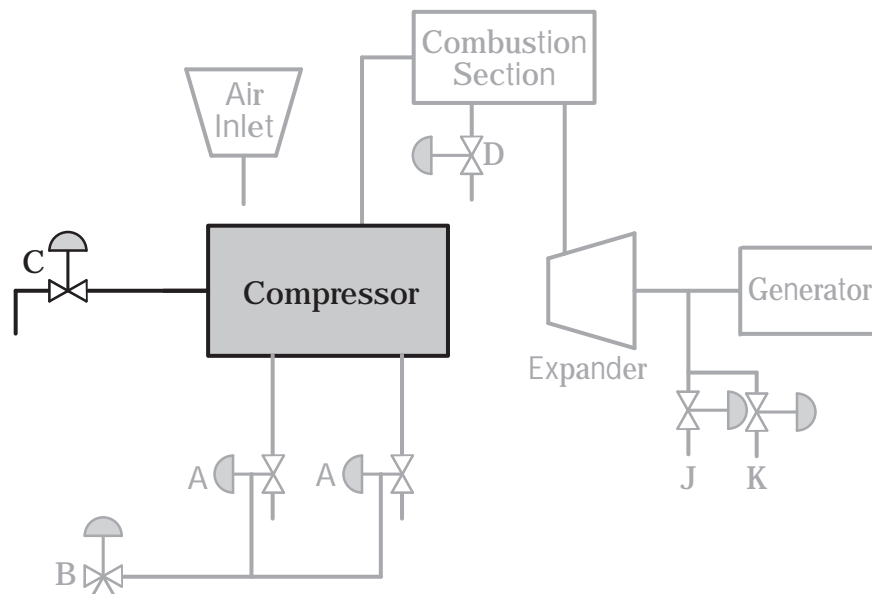 Combustion
Section
Air
Inlet
D
C
Compressor
Generator
Expander
A
A
J
K
B